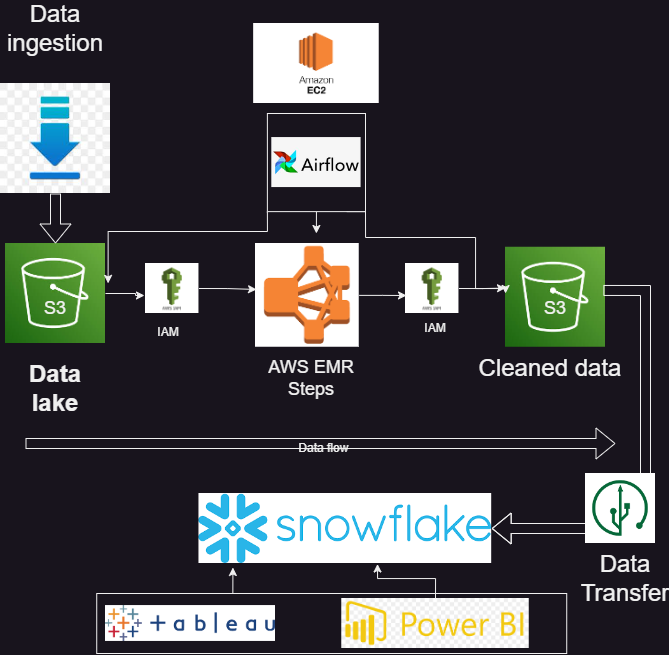 Data
ingestion
Amazon
EC2
Airflow
S3
IAM
AWS EMR
Steps
IAM
S3
Data
lake
Cleaned data
Data flow
snowflake
Data
Transfer
+ableau
Power BI